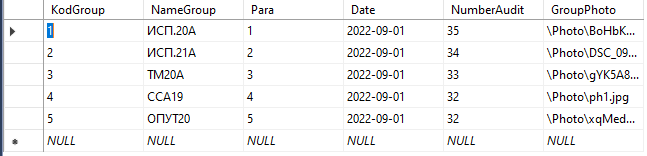 KodGroup NameGroup Para Date NumberAudit GroupPhoto
1 ИСП.20А 1 2022-09-01 35 \Photo\BoHbK...
2 ИСП.21А 2 2022-09-01 34 \Photo\DSC_09...
3 ТМ20А 3 2022-09-01 33 \Photo\gYK5A8...
4 ССА19 4 2022-09-01 32 \Photo\ph1.jpg
5 ОПУТ20 5 2022-09-01 32 \Photo\xqMed...
NULL NULL NULL NULL NULL NULL